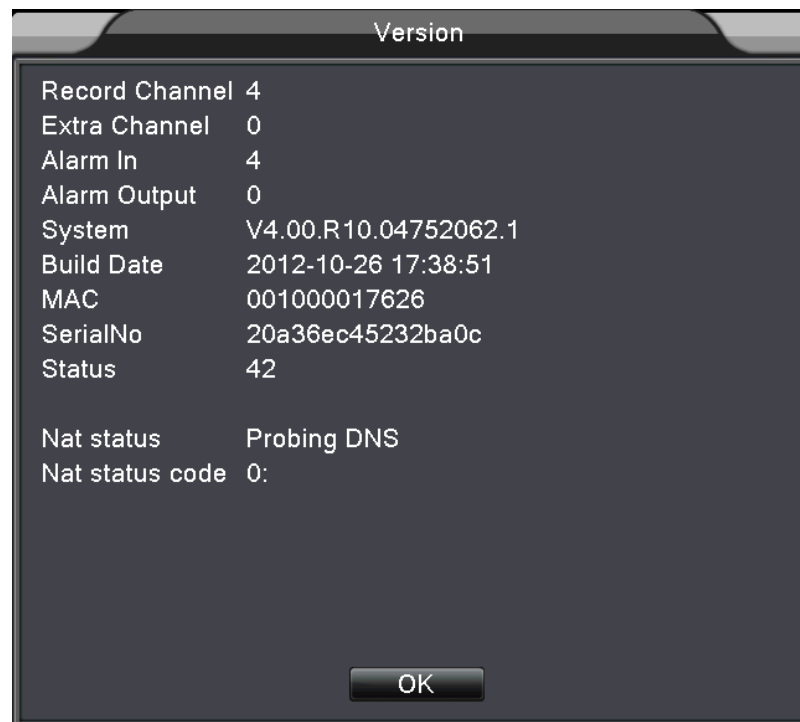 Version
Record Channel 4
Extra Channel 0
Alarm In 4
Alarm Output 0
System V4.00.R10.04752062.1
Build Date 2012-10-26 17:38:51
MAC 001000017626
SerialNo 20a36ec45232ba0c
Status 42
Nat status Probing DNS
Nat status code 0:
OK